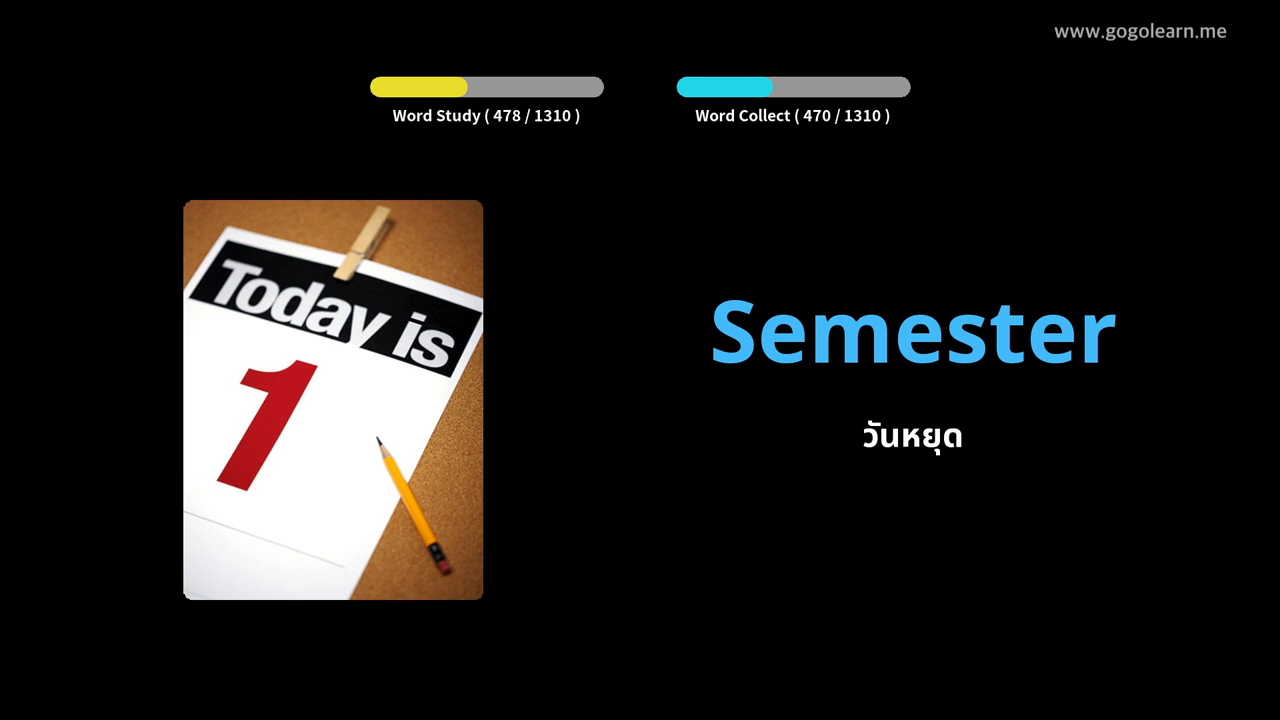 www.gogolearn.me
Word Study ( 478 / 1310 )
Word Collect ( 470 / 1310 )
Today is
1
Semester
วันหยุด